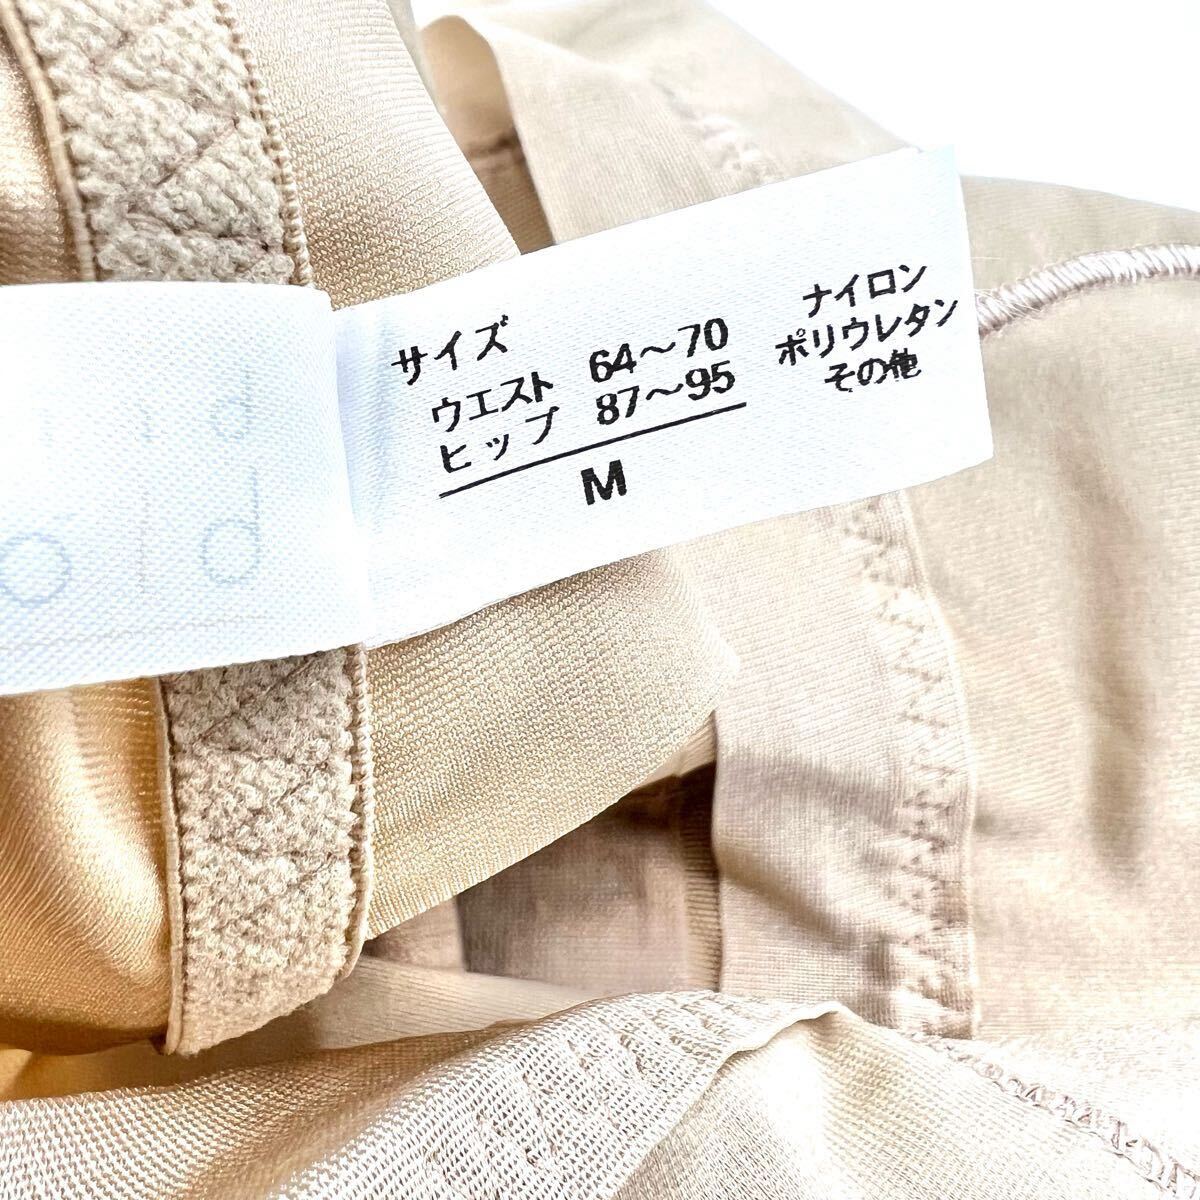 サイズ
ウエスト 64～70
ヒップ 87～95
M
ナイロン
ポリウレタン
その他